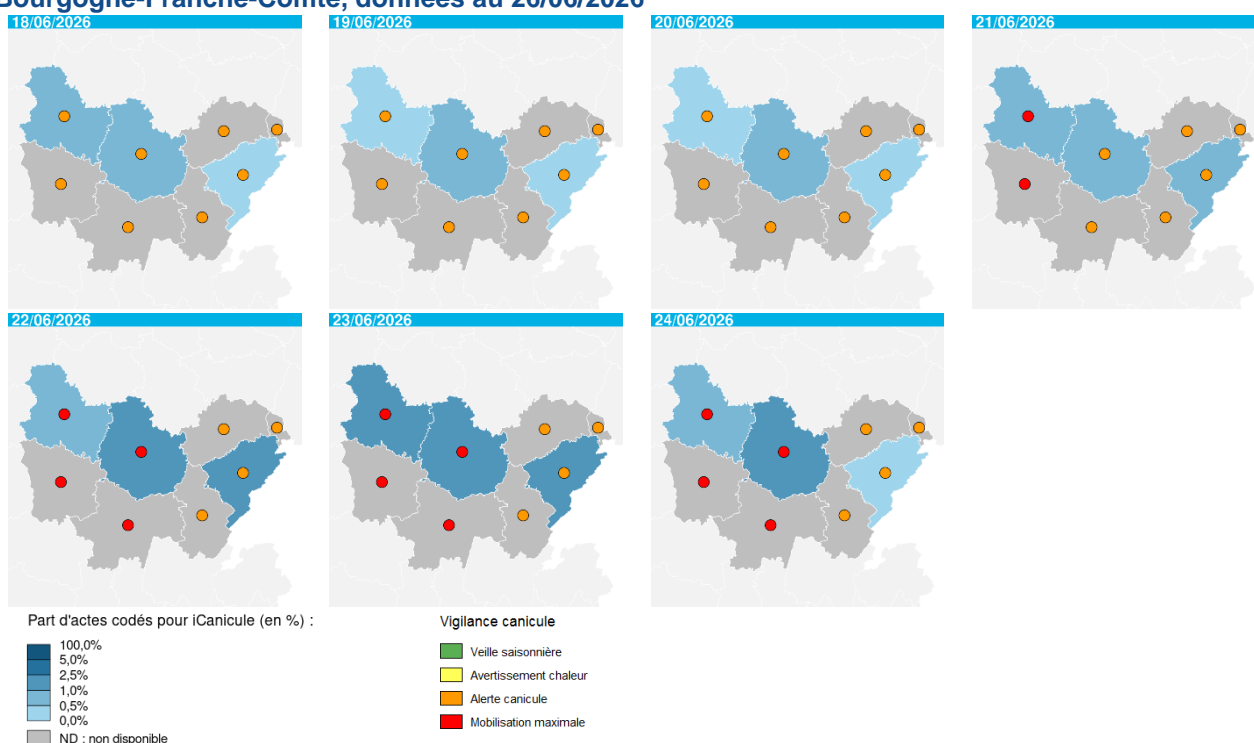 Bourgogne-Franche-Comté, données au 26/06/2026
18/06/2026
19/06/2026
20/06/2026
21/06/2026
22/06/2026
23/06/2026
24/06/2026
Part d'actes codés pour iCanicule (en %) :
100,0%
5,0%
2,5%
1,0%
0,5%
0,0%
ND : non disponible
Vigilance canicule
Veille saisonnière
Avertissement chaleur
Alerte canicule
Mobilisation maximale